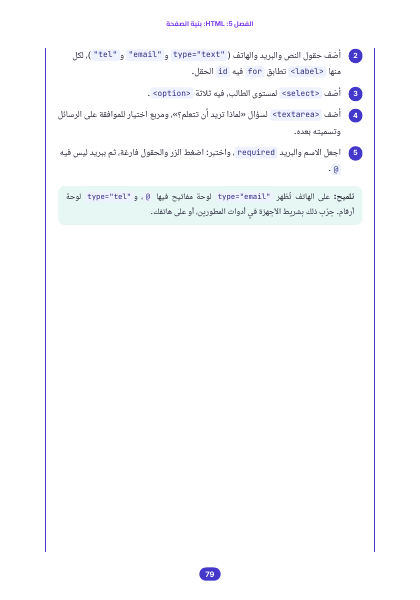 الفصل 5: HTML: بنية الصفحة
2 أضف حقول النص والبريد والهاتف (type="text" و"email" و"tel")، لكل
منها <label> تطابق for فيه id الحقل.
3 أضف <select> لمستوى الطالب، فيه ثلاثة <option>.
4 أضف <textarea> لسؤال «لماذا تريد أن تتعلم؟»، ومربع اختيار للموافقة على الرسائل
وتسميته بعده.
5 اجعل الاسم والبريد required، واختبر: اضغط الزر والحقول فارغة، ثم ببريد ليس فيه
@.
تلميح: على الهاتف تُظهر type="email" لوحة مفاتيح فيها @، وtype="tel" لوحة
أرقام. جرّب ذلك بشريط الأجهزة في أدوات المطورين، أو على هاتفك.
79